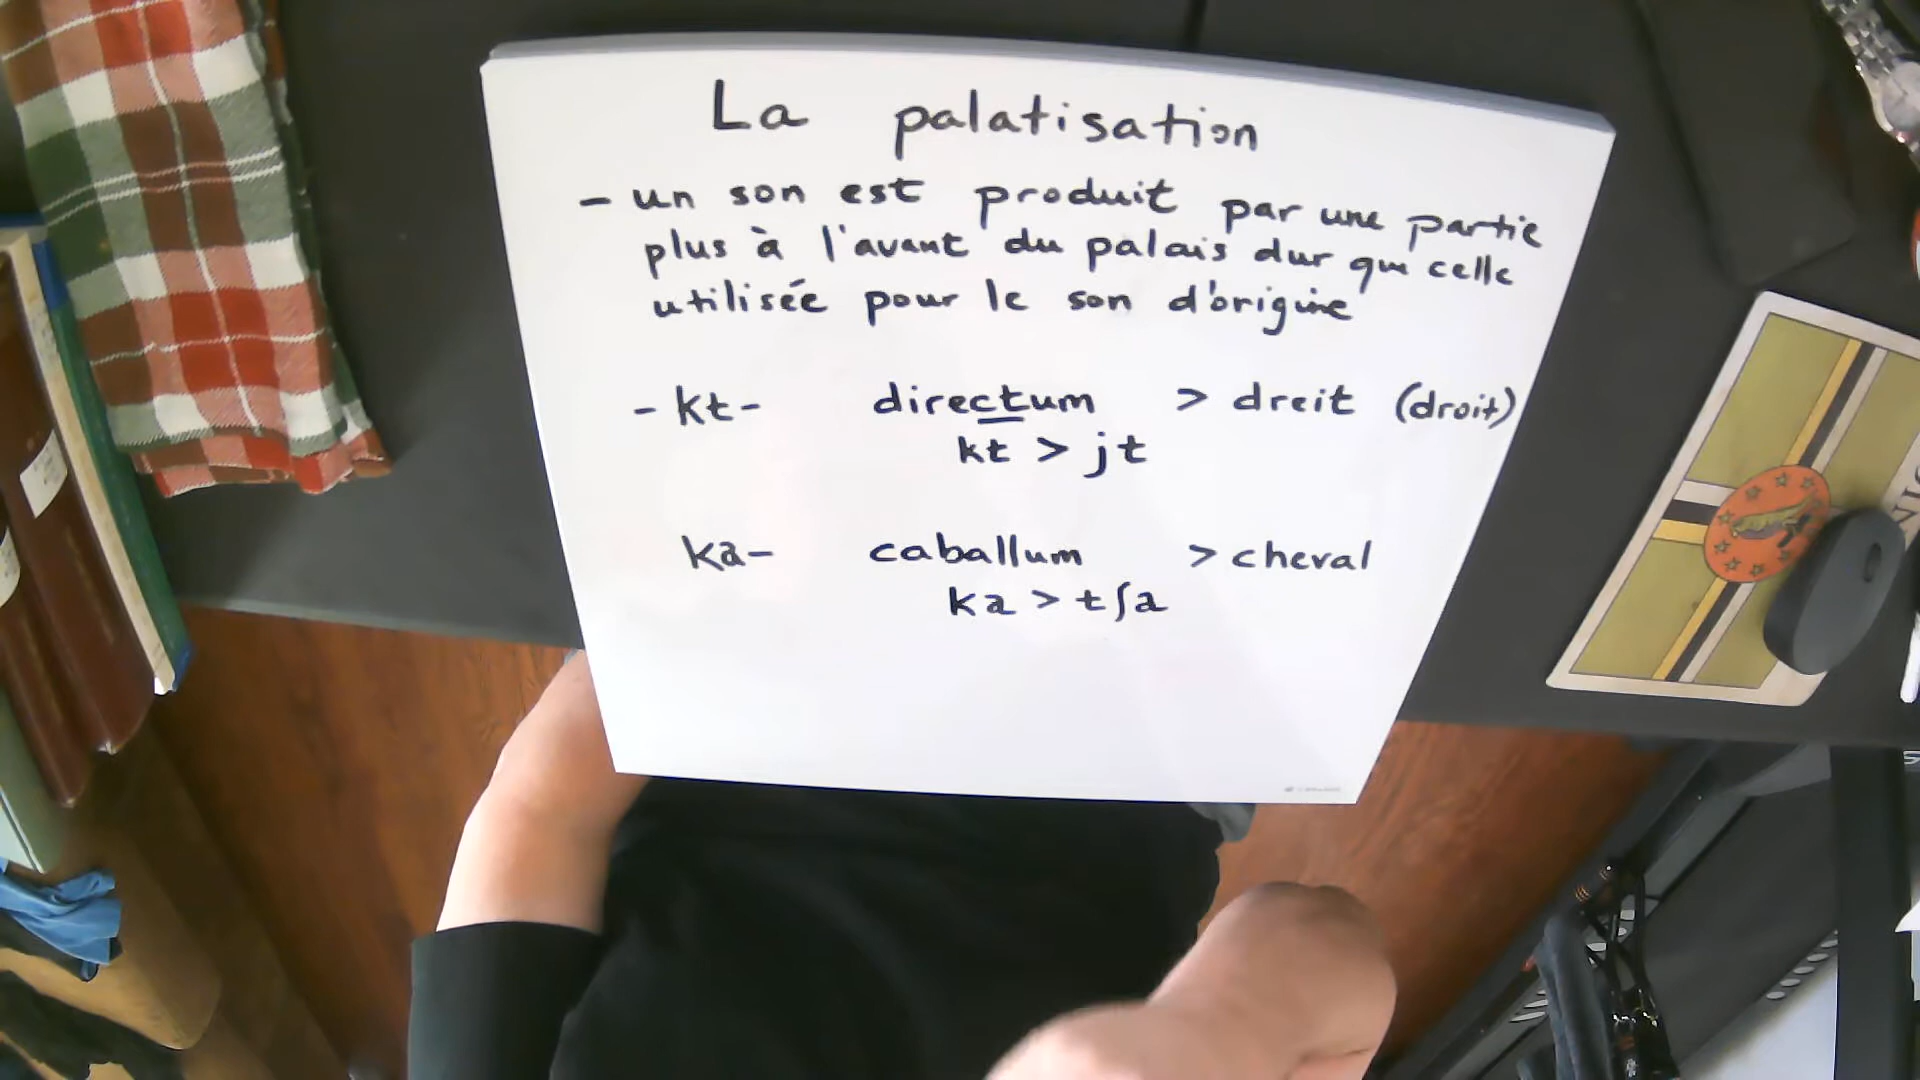 La palatisation
- un son est produit par une partie
plus à l'avant du palais dur que celle
utilisée pour le son d'origine
- kt- directum > dreit (droit)
kt > jt
ka- caballum > cheval
ka > tʃa